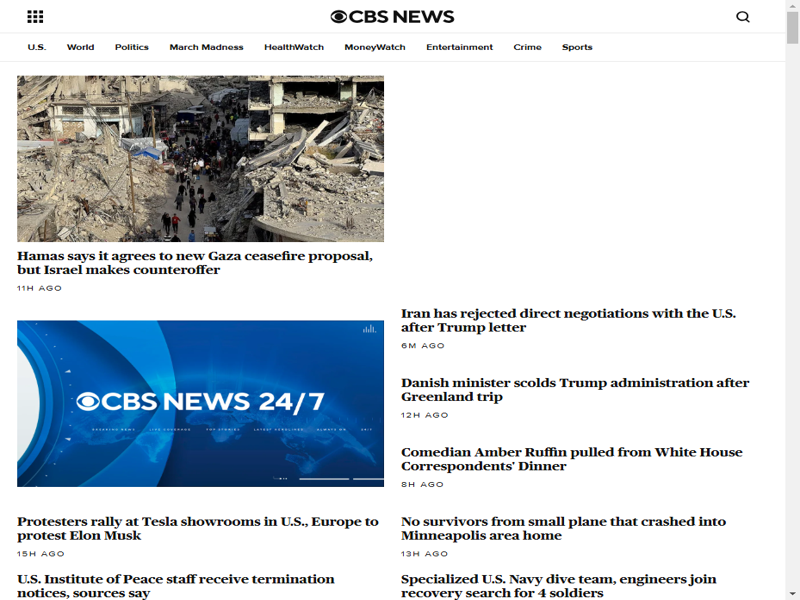 CBS NEWS
U.S.
World
Politics
March Madness
HealthWatch
MoneyWatch
Entertainment
Crime
Sports
Hamas says it agrees to new Gaza ceasefire proposal,
but Israel makes counteroffer
11H AGO
CBS NEWS 24/7
Iran has rejected direct negotiations with the U.S.
after Trump letter
6M AGO
Danish minister scolds Trump administration after
Greenland trip
12H AGO
Comedian Amber Ruffin pulled from White House
Correspondents' Dinner
8H AGO
Protesters rally at Tesla showrooms in U.S., Europe to
protest Elon Musk
15H AGO
No survivors from small plane that crashed into
Minneapolis area home
13H AGO
U.S. Institute of Peace staff receive termination
notices, sources say
Specialized U.S. Navy dive team, engineers join
recovery search for 4 soldiers